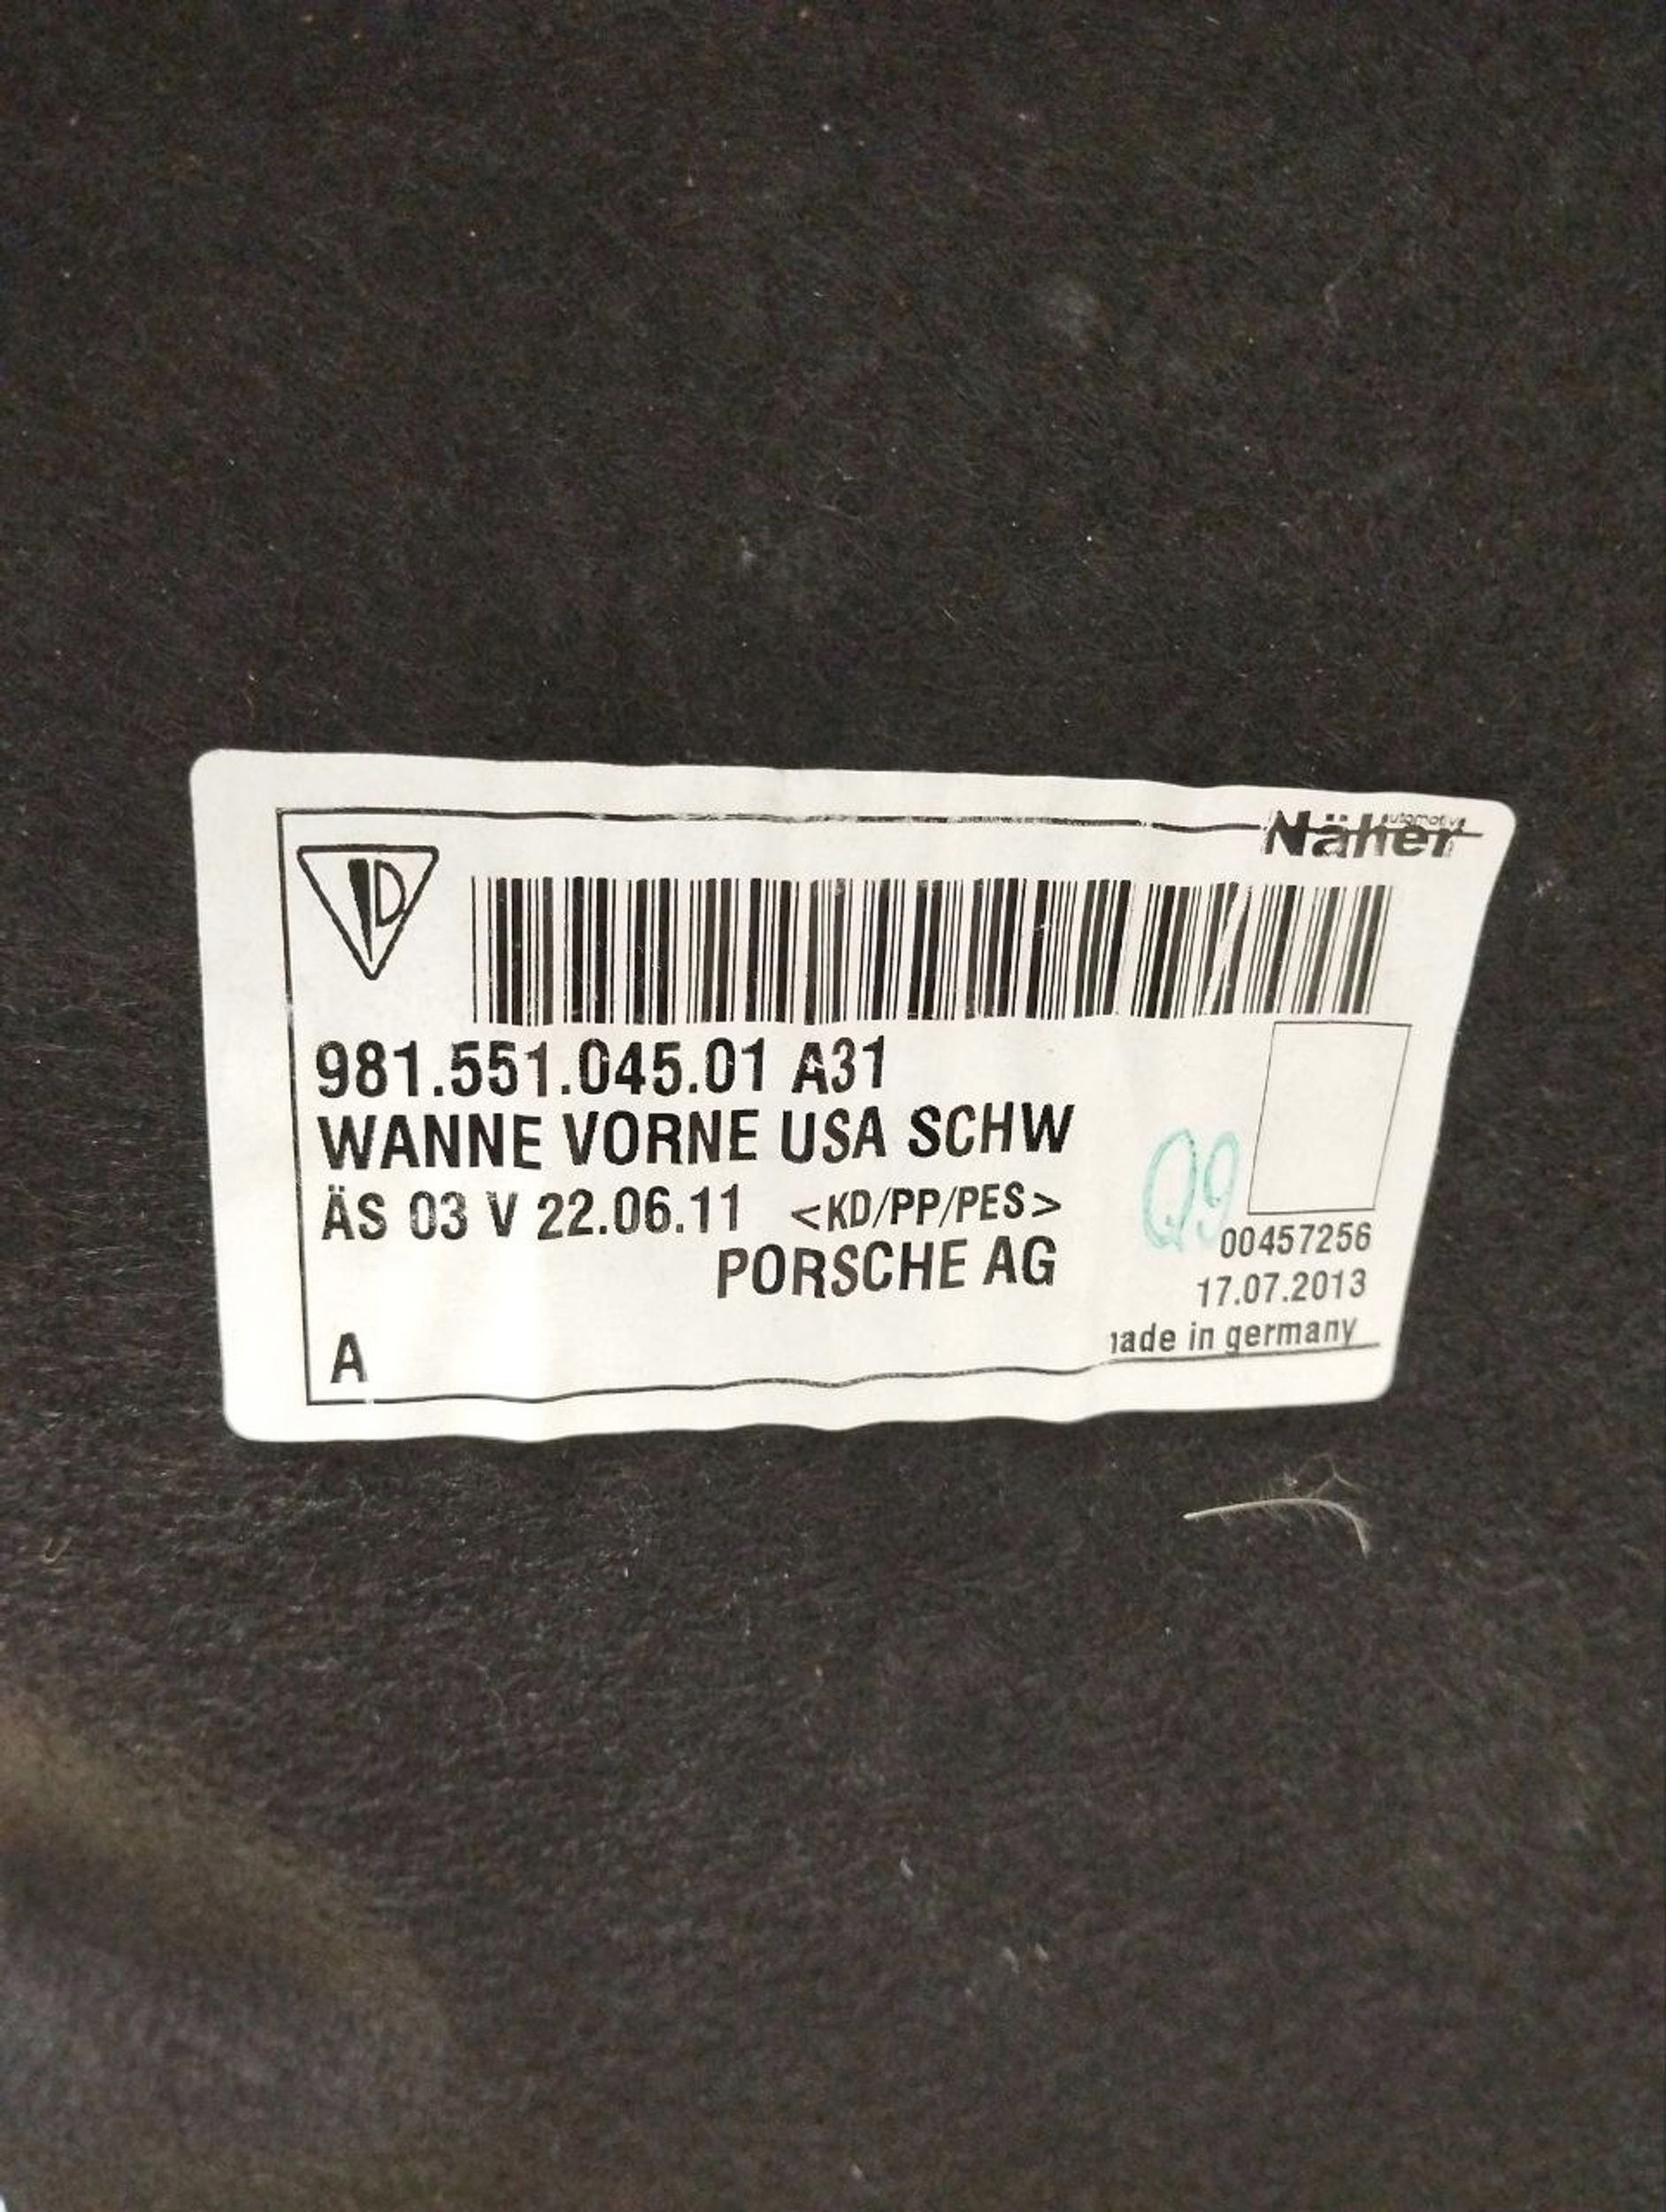 Näher
automotive
981.551.045.01 A31
WANNE VORNE USA SCHW
ÄS 03 V 22.06.11 <KD/PP/PES>
PORSCHE AG
Q9
00457256
17.07.2013
made in germany
A